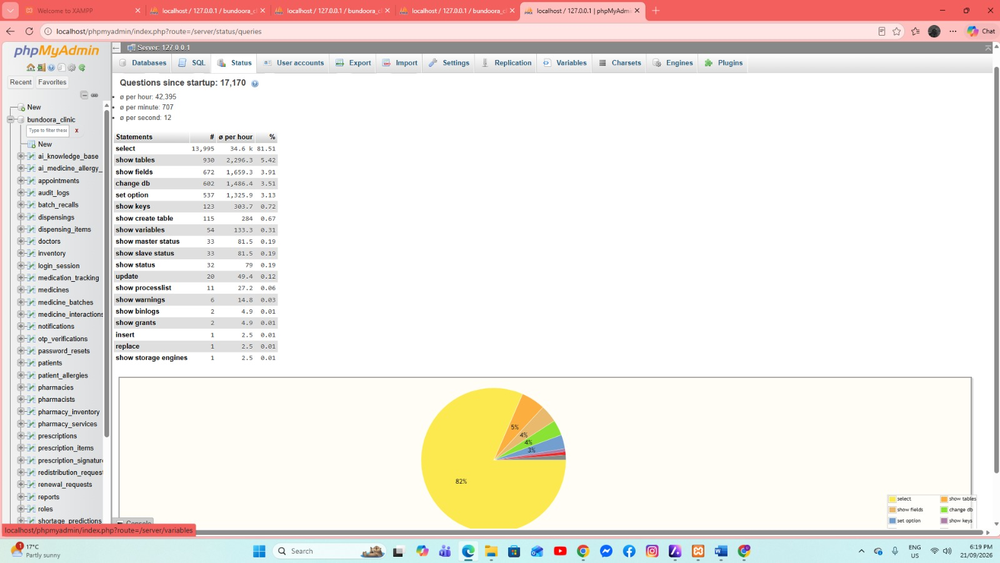 Welcome to XAMPP
localhost / 127.0.0.1 / bundoora_cl
localhost / 127.0.0.1 / bundoora_cl
localhost / 127.0.0.1 / bundoora_cl
localhost / 127.0.0.1 | phpMyAdmi
localhost/phpmyadmin/index.php?route=/server/status/queries
Chat
phpMyAdmin
Recent
Favorites
New
bundoora_clinic
Type to filter these
X
New
ai_knowledge_base
ai_medicine_allergy_
appointments
audit_logs
batch_recalls
dispensings
dispensing_items
doctors
inventory
login_session
medication_tracking
medicines
medicine_batches
medicine_interactions
notifications
otp_verifications
password_resets
patients
patient_allergies
pharmacies
pharmacists
pharmacy_inventory
pharmacy_services
prescriptions
prescription_items
prescription_signatur
redistribution_request
renewal_requests
reports
roles
shortage_predictions
localhost/phpmyadmin/index.php?route=/server/variables
Server: 127.0.0.1
Databases SQL Status User accounts Export Import Settings Replication Variables Charsets Engines Plugins
Questions since startup: 17,170
ø per hour: 42,395
ø per minute: 707
ø per second: 12
Statements # ø per hour %
select 13,995 34.6 k 81.51
show tables 930 2,296.3 5.42
show fields 672 1,659.3 3.91
change db 602 1,486.4 3.51
set option 537 1,325.9 3.13
show keys 123 303.7 0.72
show create table 115 284 0.67
show variables 54 133.3 0.31
show master status 33 81.5 0.19
show slave status 33 81.5 0.19
show status 32 79 0.19
update 20 49.4 0.12
show processlist 11 27.2 0.06
show warnings 6 14.8 0.03
show binlogs 2 4.9 0.01
show grants 2 4.9 0.01
insert 1 2.5 0.01
replace 1 2.5 0.01
show storage engines 1 2.5 0.01
5%
4%
4%
3%
82%
select show tables
show fields change db
set option show keys
Console
1
17°C
Partly sunny
Search
ENG
US
6:19 PM
21/09/2026